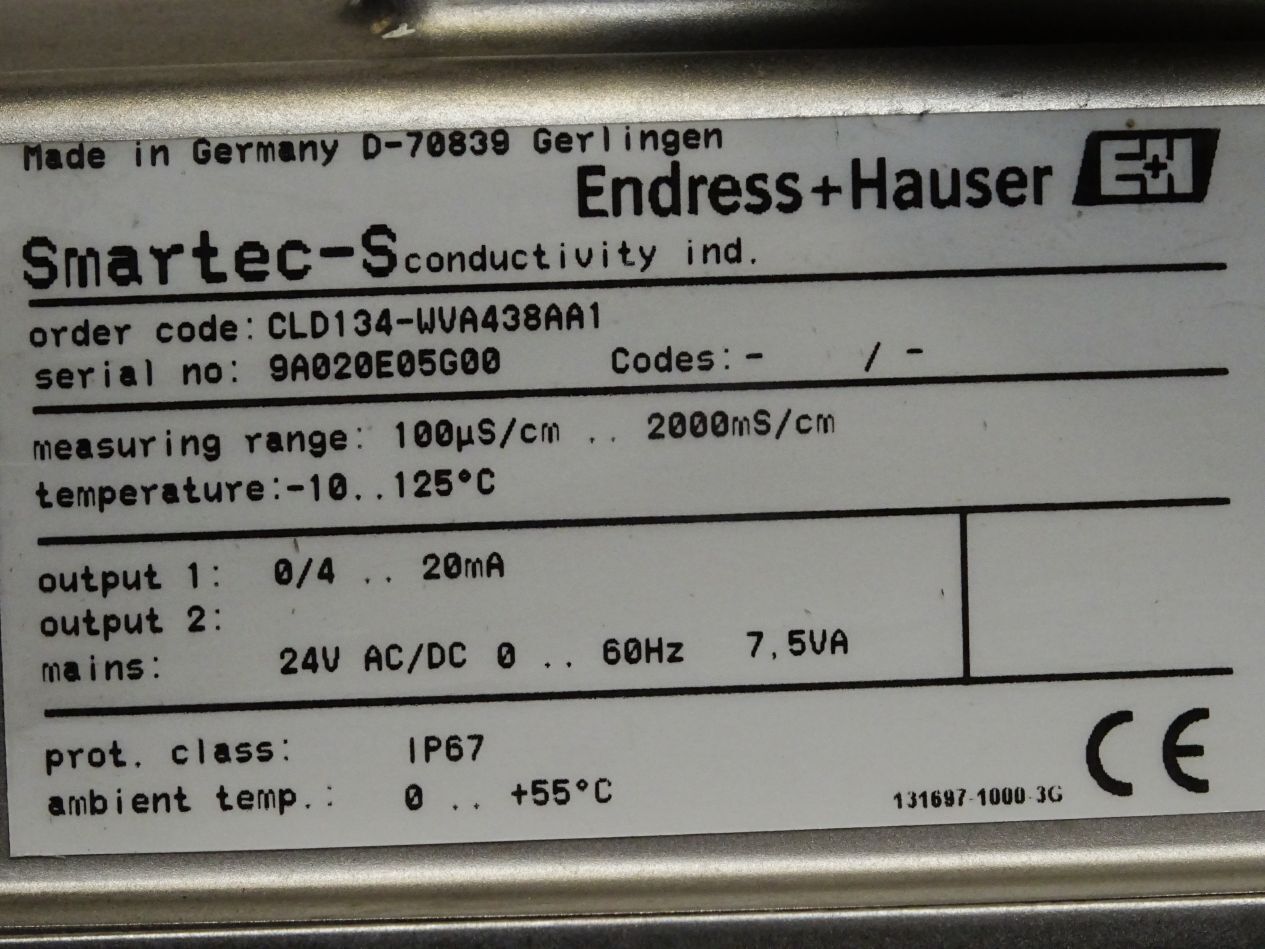 Made in Germany D-70839 Gerlingen
Endress+Hauser E+H
Smartec-S conductivity ind.
order code: CLD134-WVA438AA1
serial no: 9A020E05G00 Codes: - / -
measuring range: 100µS/cm .. 2000mS/cm
temperature:-10..125°C
output 1: 0/4 .. 20mA
output 2:
mains: 24V AC/DC 0 .. 60Hz 7,5VA
prot. class: IP67
ambient temp.: 0 .. +55°C
131697-1000-3G CE